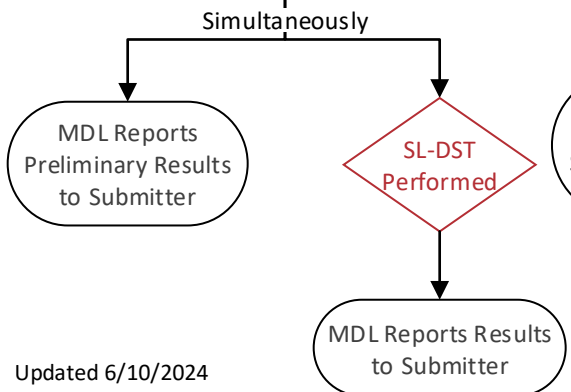 Simultaneously
MDL Reports
Preliminary Results
to Submitter
SL-DST
Performed
MDL Reports Results
to Submitter
Updated 6/10/2024